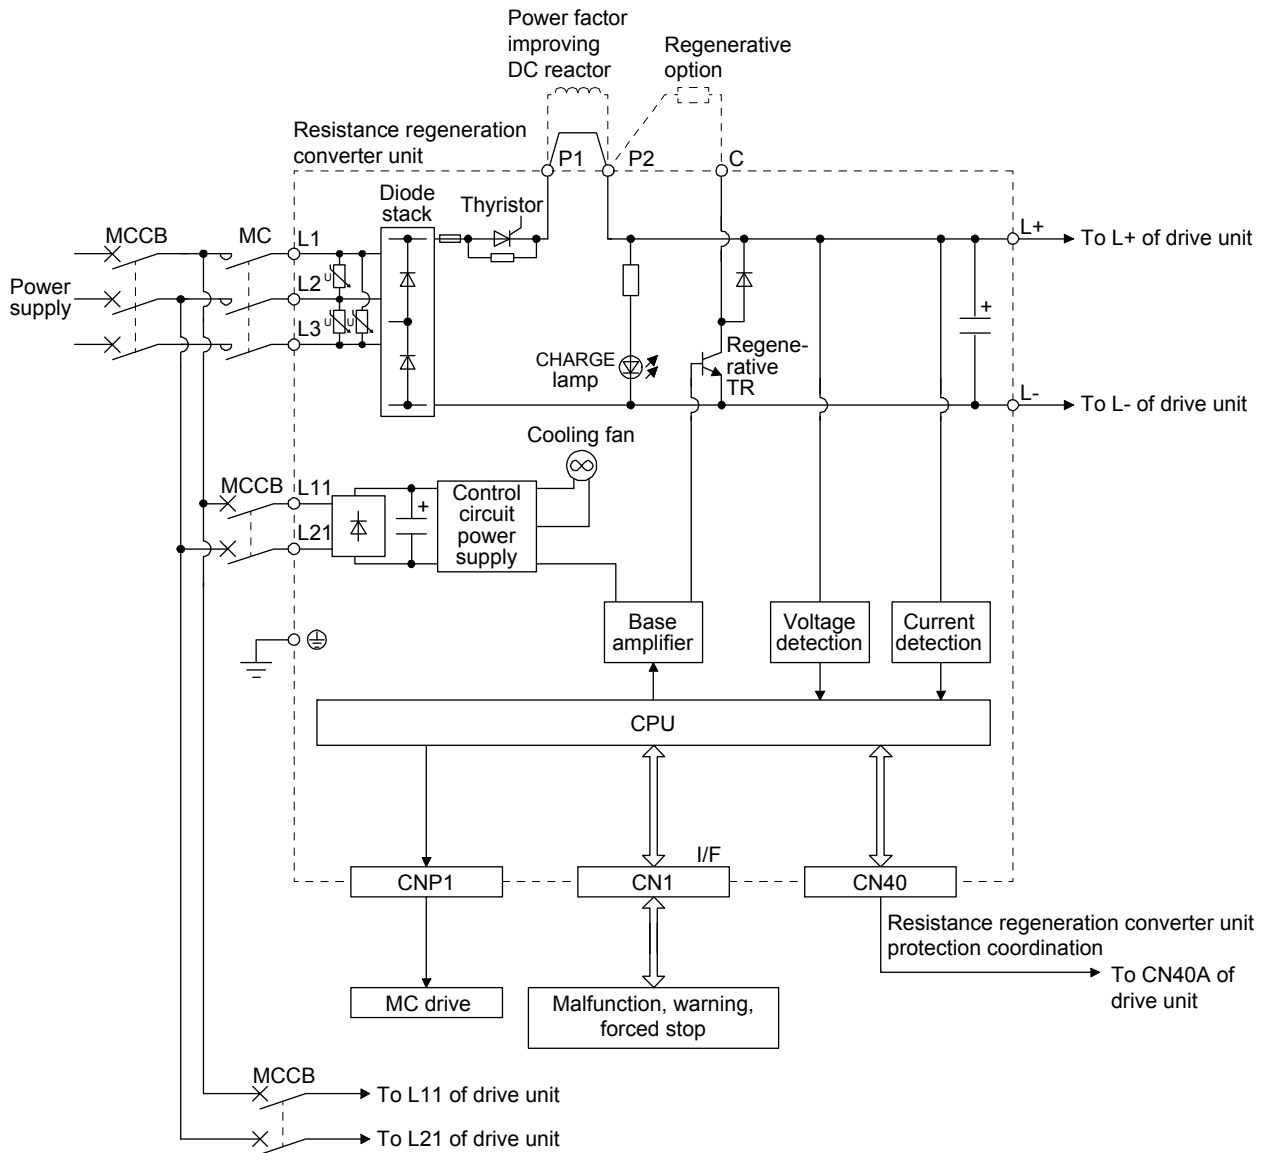 Power factor
improving
DC reactor
Regenerative
option
Resistance regeneration
converter unit
P1
P2
C
Diode
stack
Thyristor
MCCB
MC
L1
L+
To L+ of drive unit
Power
supply
U
L2
+
L3
U
U
CHARGE
lamp
Regene-
rative
TR
L-
To L- of drive unit
Cooling fan
MCCB
L11
+
Control
circuit
power
supply
L21
Base
amplifier
Voltage
detection
Current
detection
CPU
I/F
CNP1
CN1
CN40
Resistance regeneration converter unit
protection coordination
To CN40A of
drive unit
MC drive
Malfunction, warning,
forced stop
MCCB
To L11 of drive unit
To L21 of drive unit